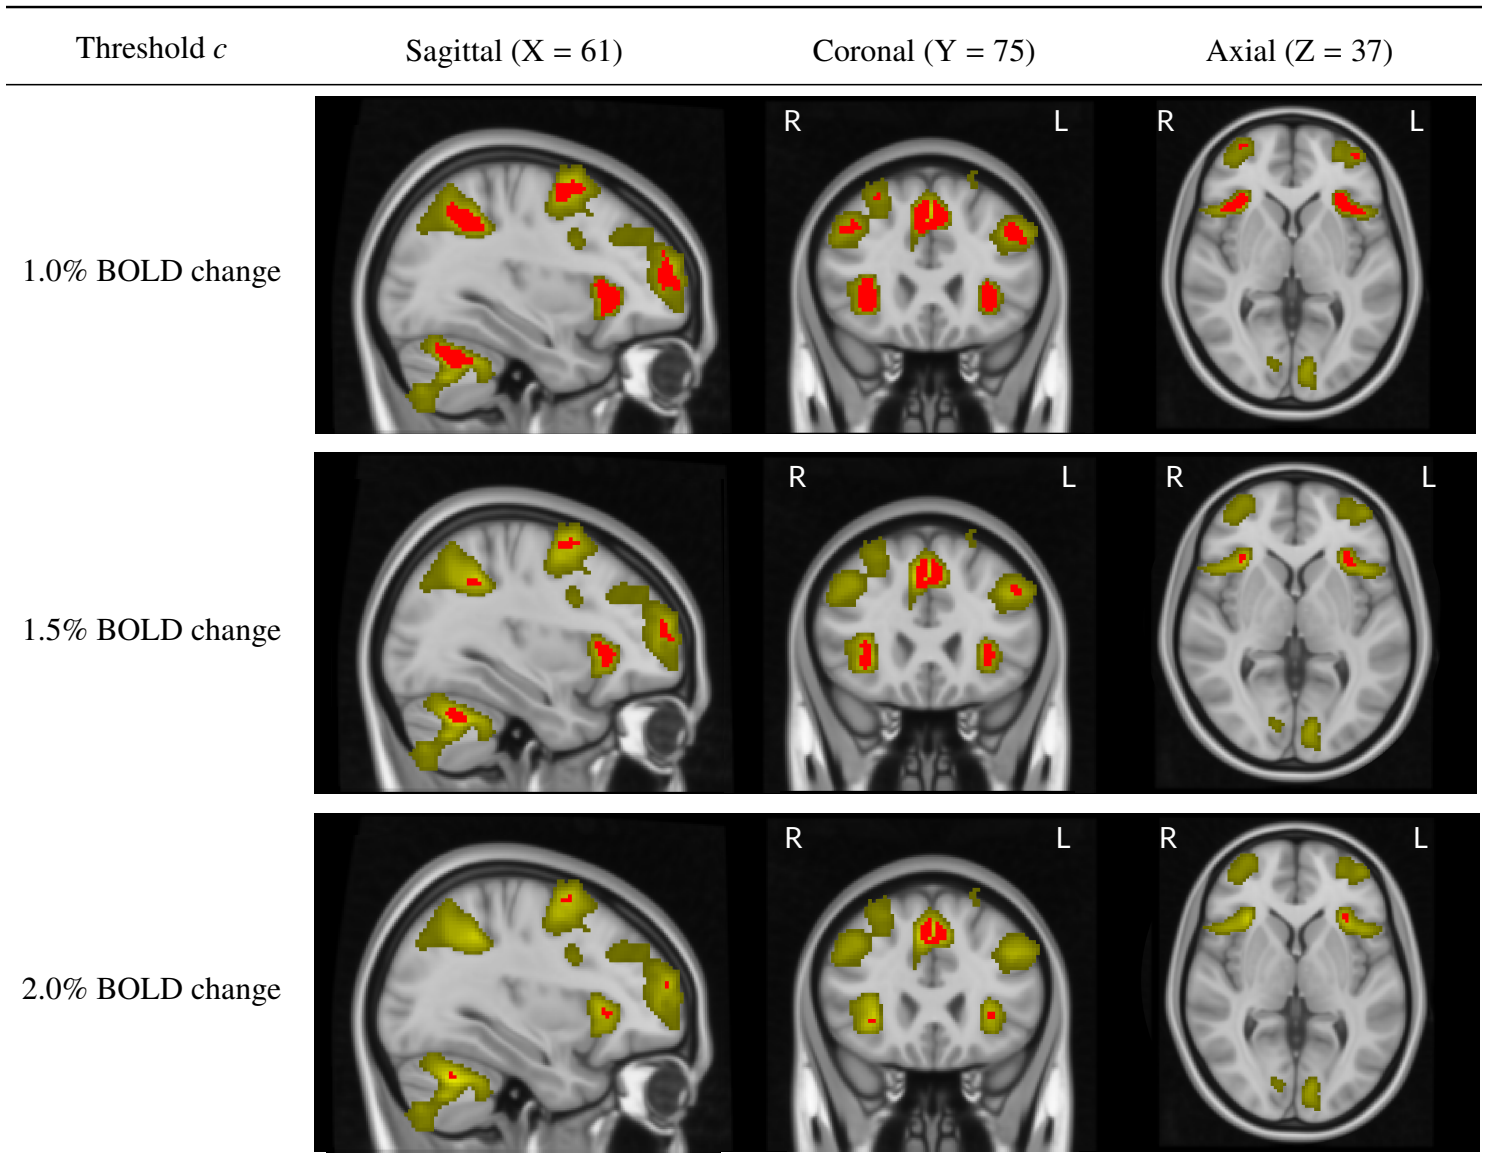 Threshold c Sagittal (X = 61) Coronal (Y = 75) Axial (Z = 37)
R L R L
1.0% BOLD change
R L R L
1.5% BOLD change
R L R L
2.0% BOLD change